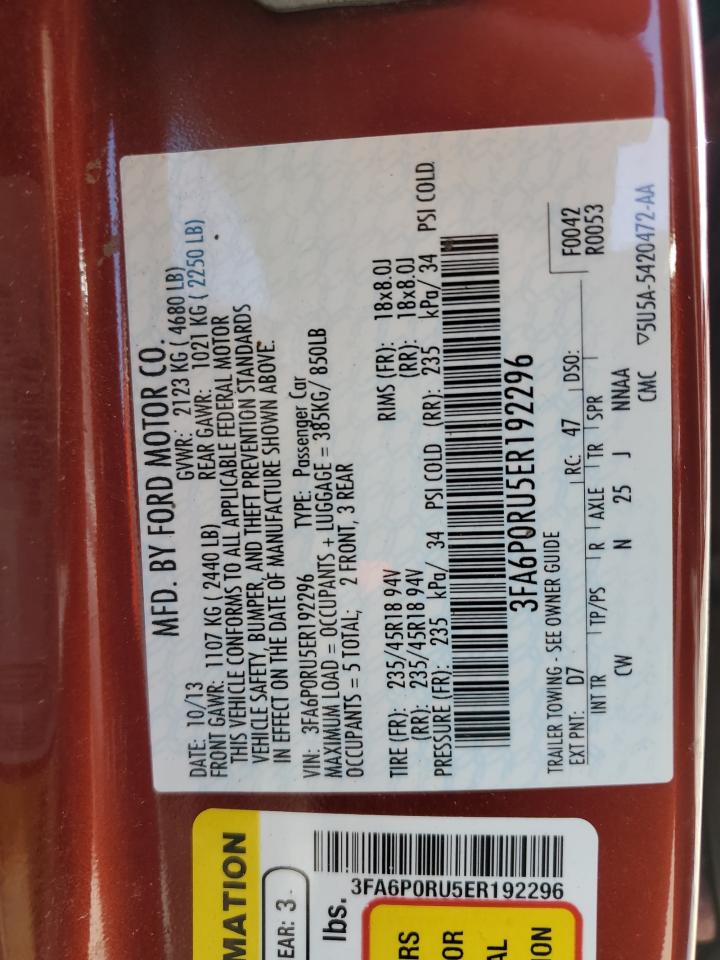 MFD. BY FORD MOTOR CO.
DATE: 10/13 GVWR: 2123 KG ( 4680 LB)
FRONT GAWR: 1107 KG ( 2440 LB) REAR GAWR: 1021 KG ( 2250 LB)
THIS VEHICLE CONFORMS TO ALL APPLICABLE FEDERAL MOTOR
VEHICLE SAFETY, BUMPER, AND THEFT PREVENTION STANDARDS
IN EFFECT ON THE DATE OF MANUFACTURE SHOWN ABOVE.
VIN: 3FA6P0RU5ER192296 TYPE: Passenger Car
MAXIMUM LOAD = OCCUPANTS + LUGGAGE = 385KG/ 850LB
OCCUPANTS = 5 TOTAL; 2 FRONT, 3 REAR
TIRE (FR): 235/45R18 94V RIMS (FR): 18x8.0J
(RR): 235/45R18 94V (RR): 18x8.0J
PRESSURE (FR): 235 kPa/ 34 PSI COLD (RR): 235 kPa/ 34 PSI COLD
3FA6P0RU5ER192296
TRAILER TOWING - SEE OWNER GUIDE
EXT PNT: D7 RC: 47 DSO: F0042
R0053
INT TR TP/PS R AXLE TR SPR
CW N 25 J NNAA
CMC ▽5U5A-5420472-AA
MATION
EAR: 3
lbs.
3FA6P0RU5ER192296
RS
OR
AL
ION